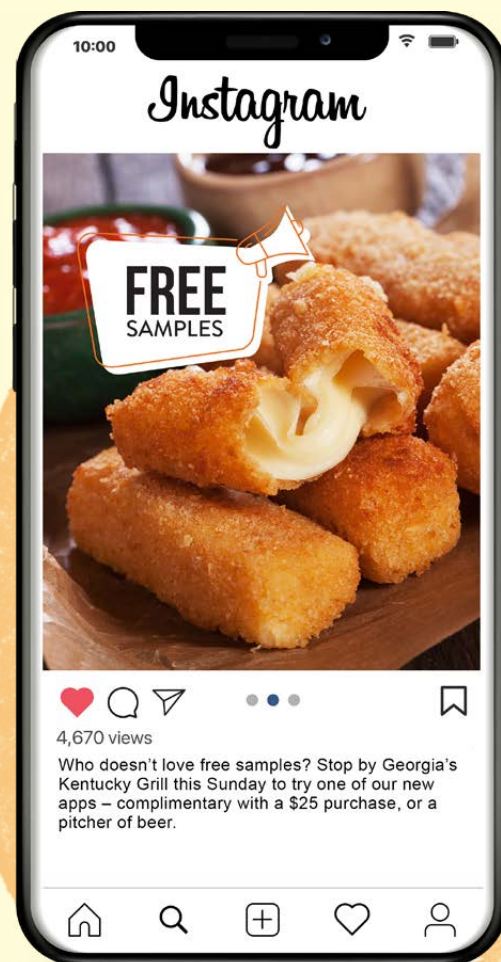 10:00
Instagram
FREE
SAMPLES
4,670 views
Who doesn’t love free samples? Stop by Georgia’s
Kentucky Grill this Sunday to try one of our new
apps – complimentary with a $25 purchase, or a
pitcher of beer.